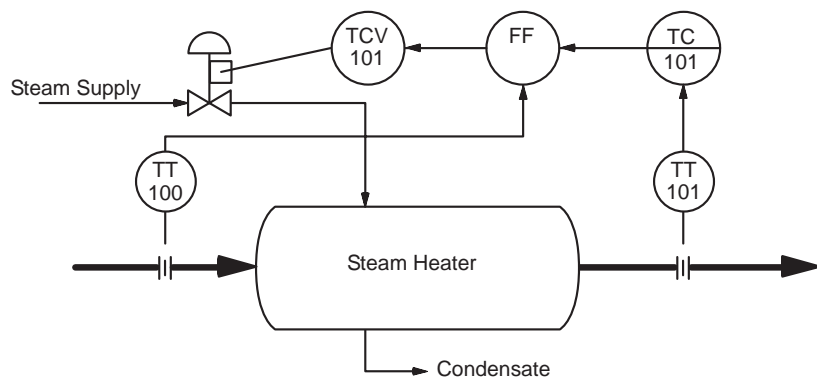 TCV
101
FF
TC
101
Steam Supply
TT
100
TT
101
Steam Heater
Condensate